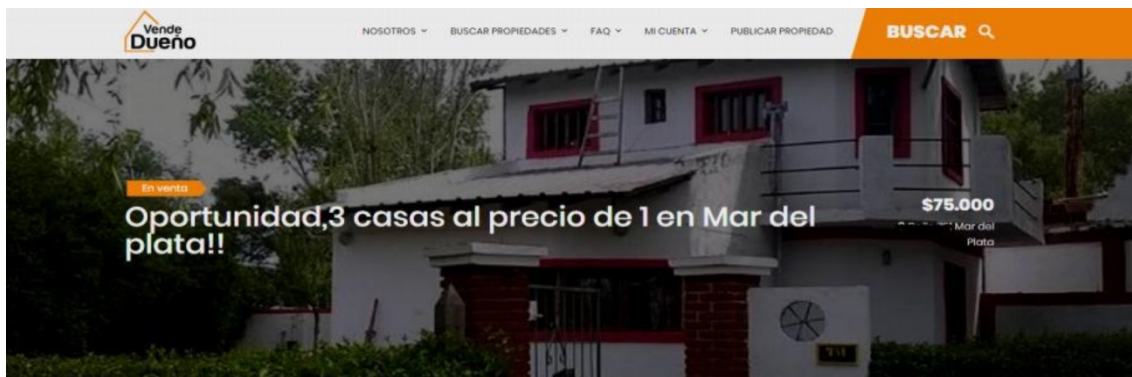 Vende
Dueño
NOSOTROS BUSCAR PROPIEDADES FAQ MI CUENTA PUBLICAR PROPIEDAD
BUSCAR
En venta
Oportunidad,3 casas al precio de 1 en Mar del
plata!!
$75.000
Mar del
Plata